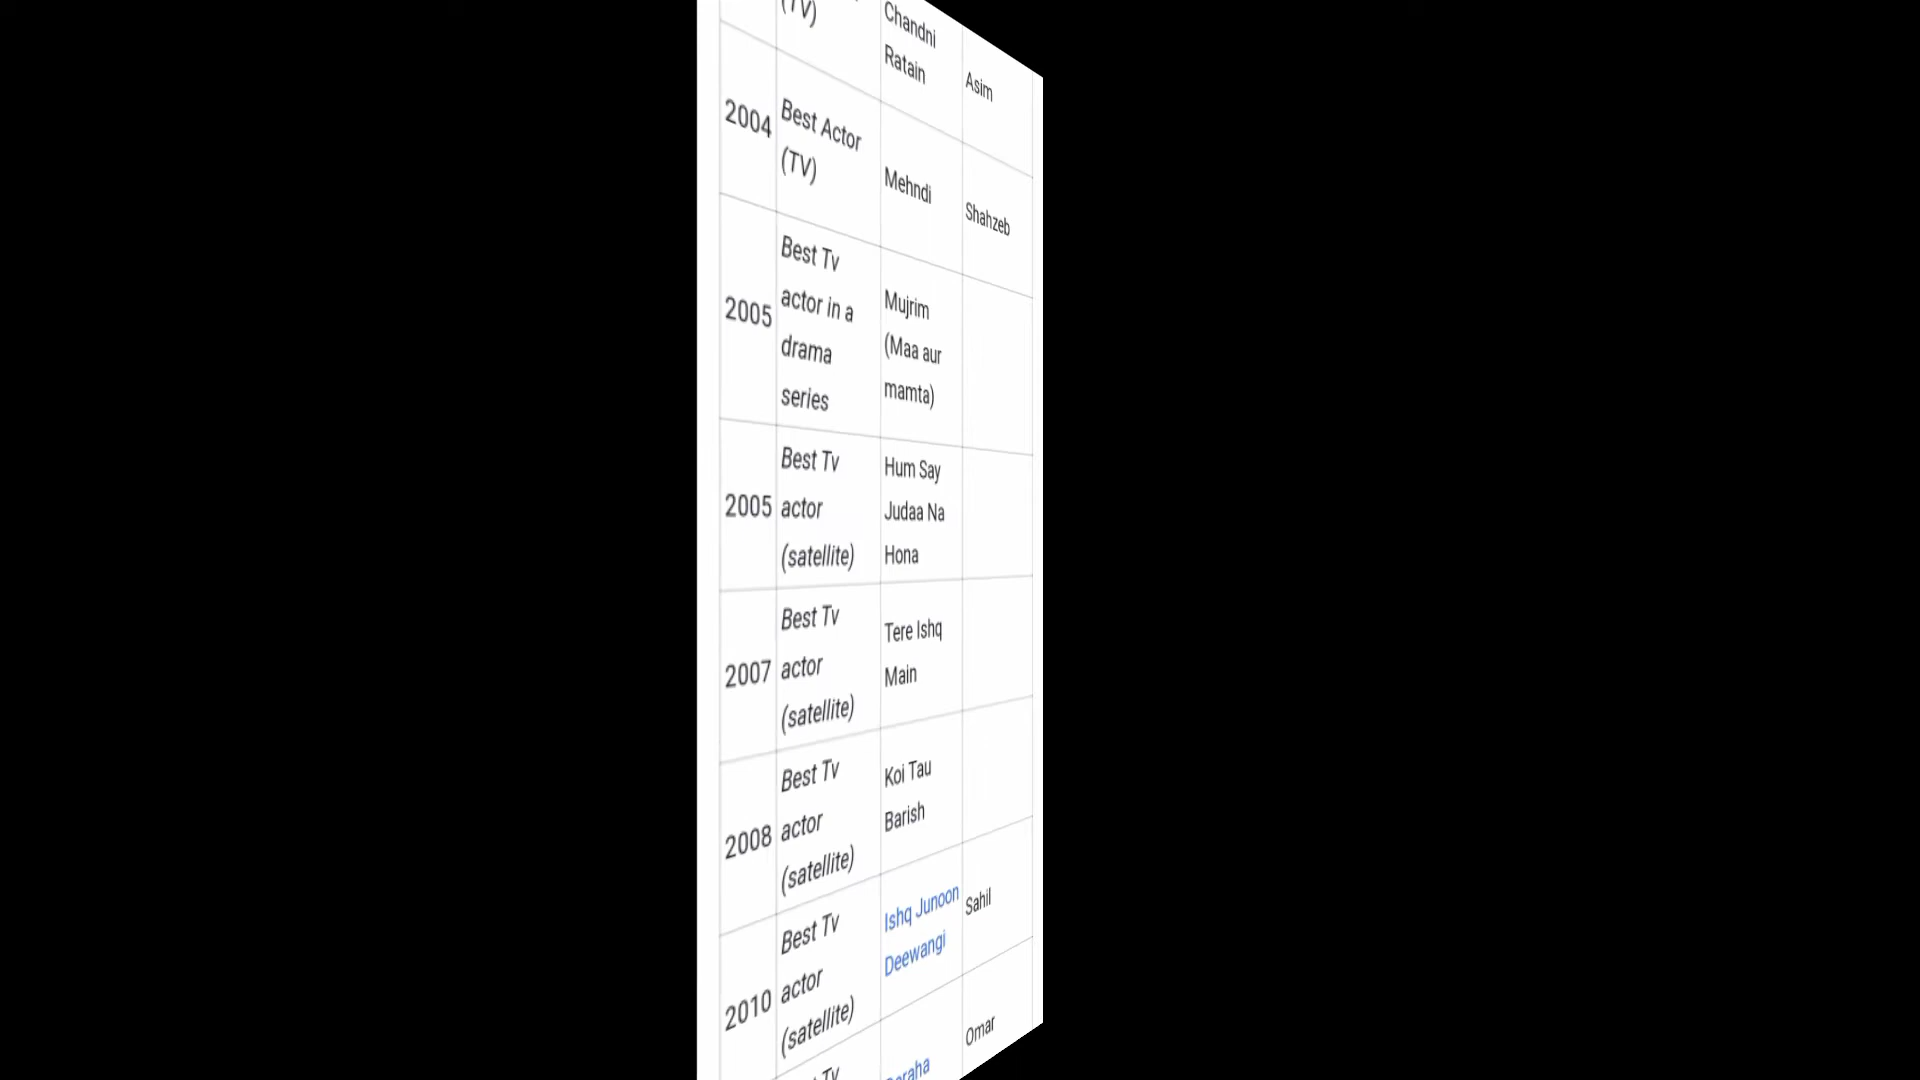 (TV)
Chandni
Ratain
Asim
2004
Best Actor
(TV)
Mehndi
Shahzeb
2005
Best Tv
actor in a
drama
series
Mujrim
(Maa aur
mamta)
2005
Best Tv
actor
(satellite)
Hum Say
Judaa Na
Hona
2007
Best Tv
actor
(satellite)
Tere Ishq
Main
2008
Best Tv
actor
(satellite)
Koi Tau
Barish
2010
Best Tv
actor
(satellite)
Ishq Junoon
Deewangi
Sahil
Tv
Omar